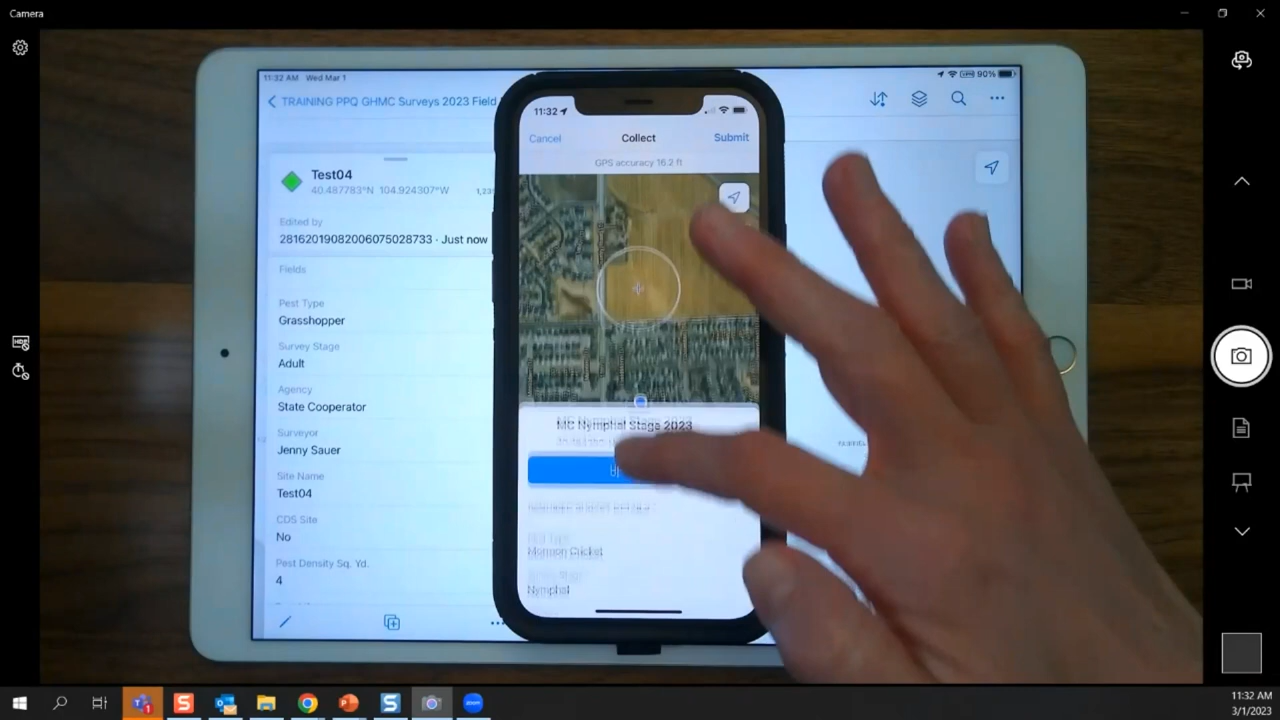 Camera
11:32 AM Wed Mar 1
90%
TRAINING PPQ GHMC Surveys 2023 Field
Test04
40.487783°N 104.924307°W
Edited by
28162019082006075028733 · Just now
Fields
Pest Type
Grasshopper
Survey Stage
Adult
Agency
State Cooperator
Surveyor
Jenny Sauer
Site Name
Test04
CDS Site
No
Pest Density Sq. Yd.
4
11:32
Cancel
Collect
Submit
GPS accuracy 16.2 ft
MC Nymphal Stage 2023
Mormon Cricket
Nymphal
11:32 AM
3/1/2023